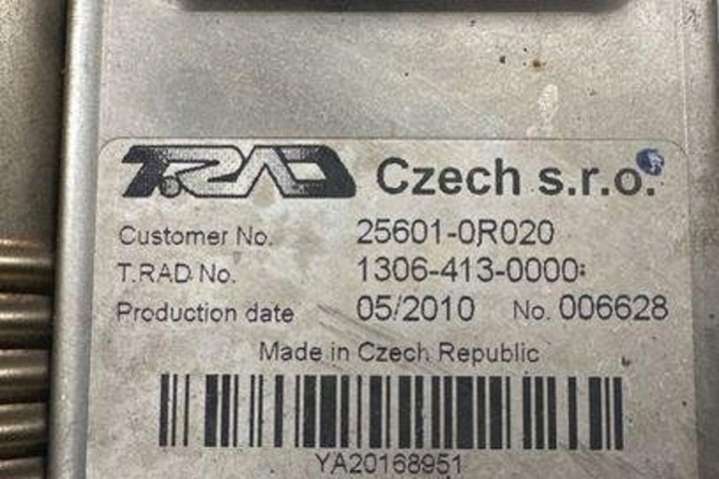 T.RAD Czech s.r.o.
Customer No. 25601-0R020
T.RAD No. 1306-413-0000:
Production date 05/2010 No. 006628
Made in Czech Republic
YA20168951